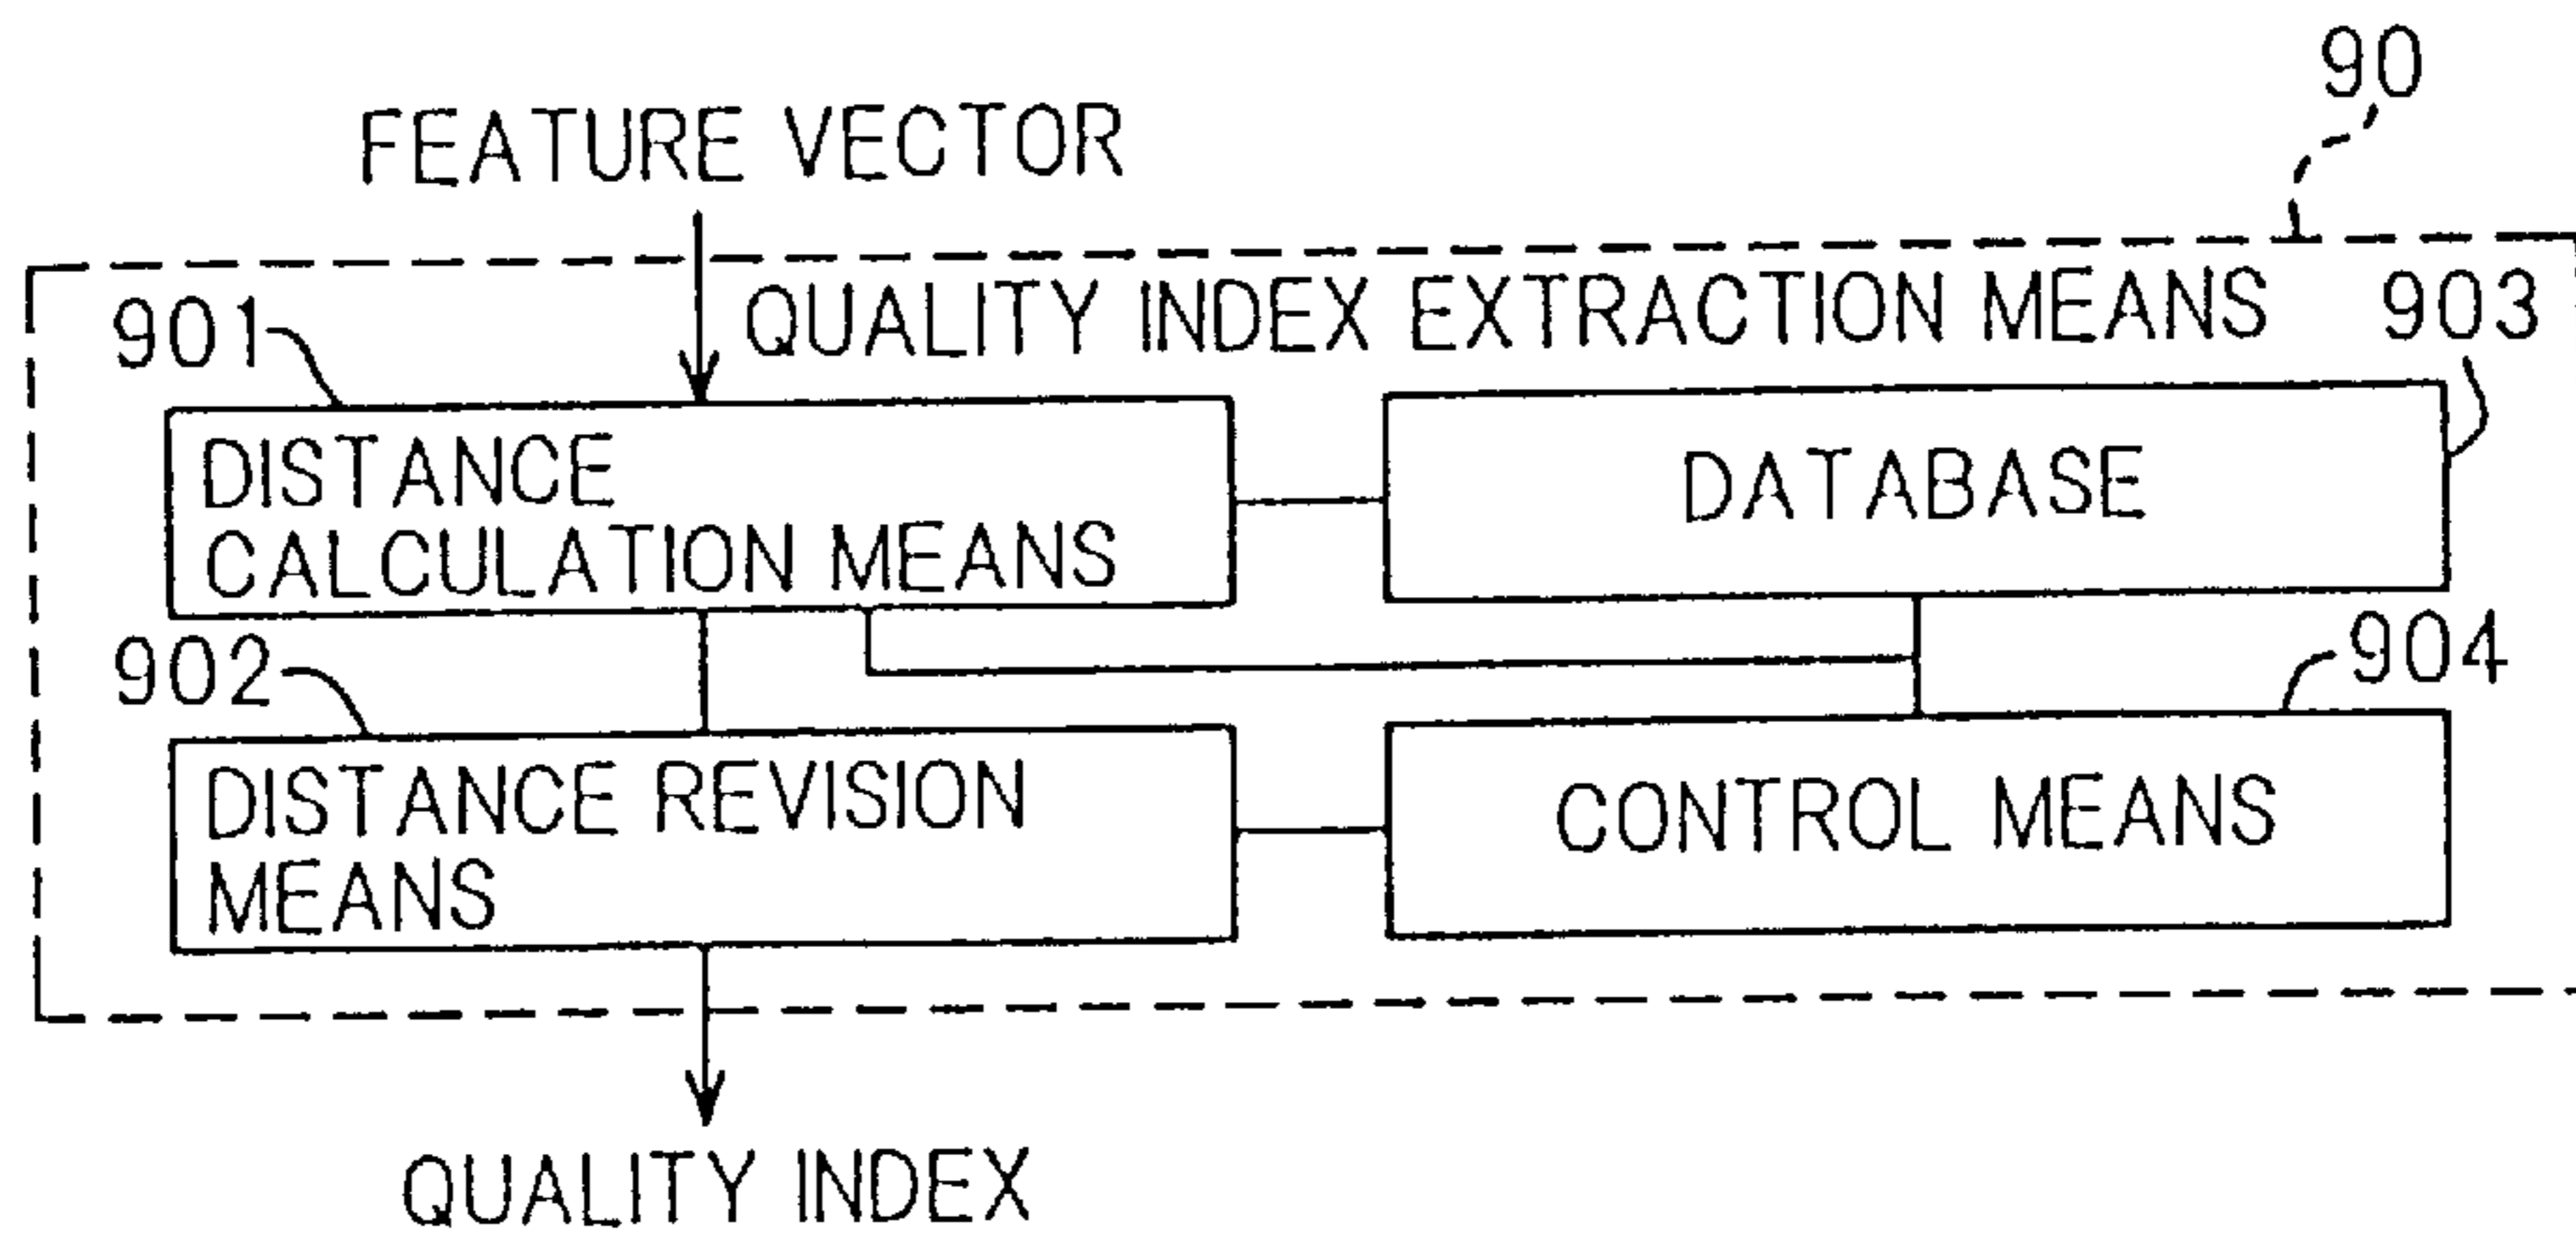 90
FEATURE VECTOR
QUALITY INDEX EXTRACTION MEANS
901
903
DISTANCE
CALCULATION MEANS
DATABASE
902
904
DISTANCE REVISION
MEANS
CONTROL MEANS
QUALITY INDEX